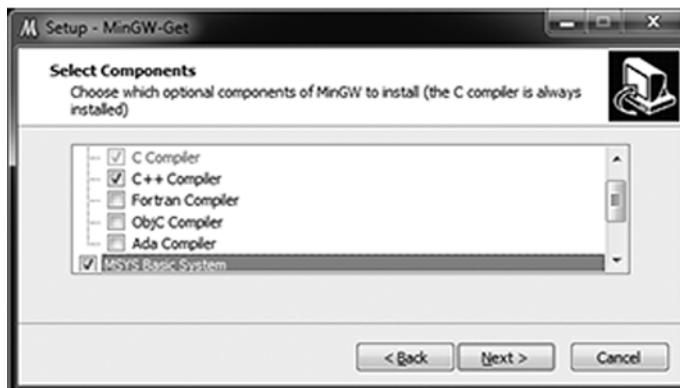 Setup - MinGW-Get
Select Components
Choose which optional components of MinGW to install (the C compiler is always
installed)
C Compiler
C++ Compiler
Fortran Compiler
ObjC Compiler
Ada Compiler
MSYS Basic System
< Back
Next >
Cancel